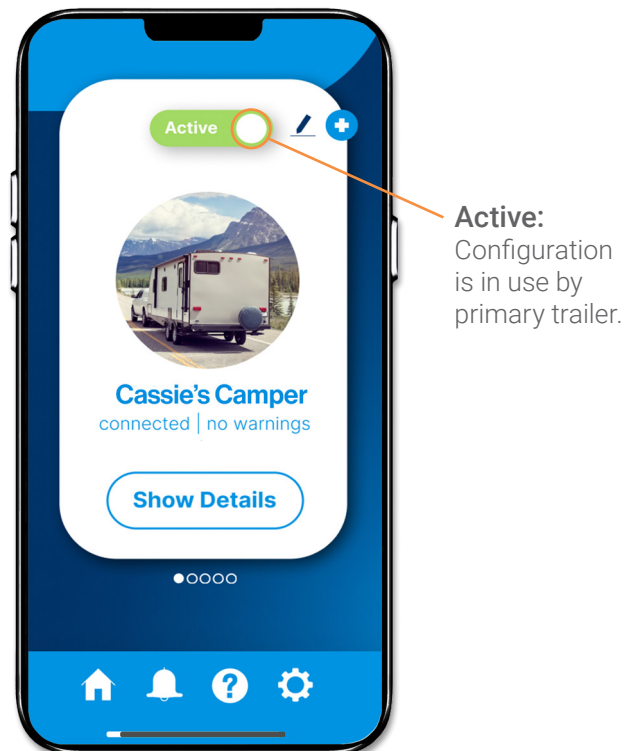 Active
Active:
Configuration
is in use by
primary trailer.
Cassie's Camper
connected | no warnings
Show Details
?